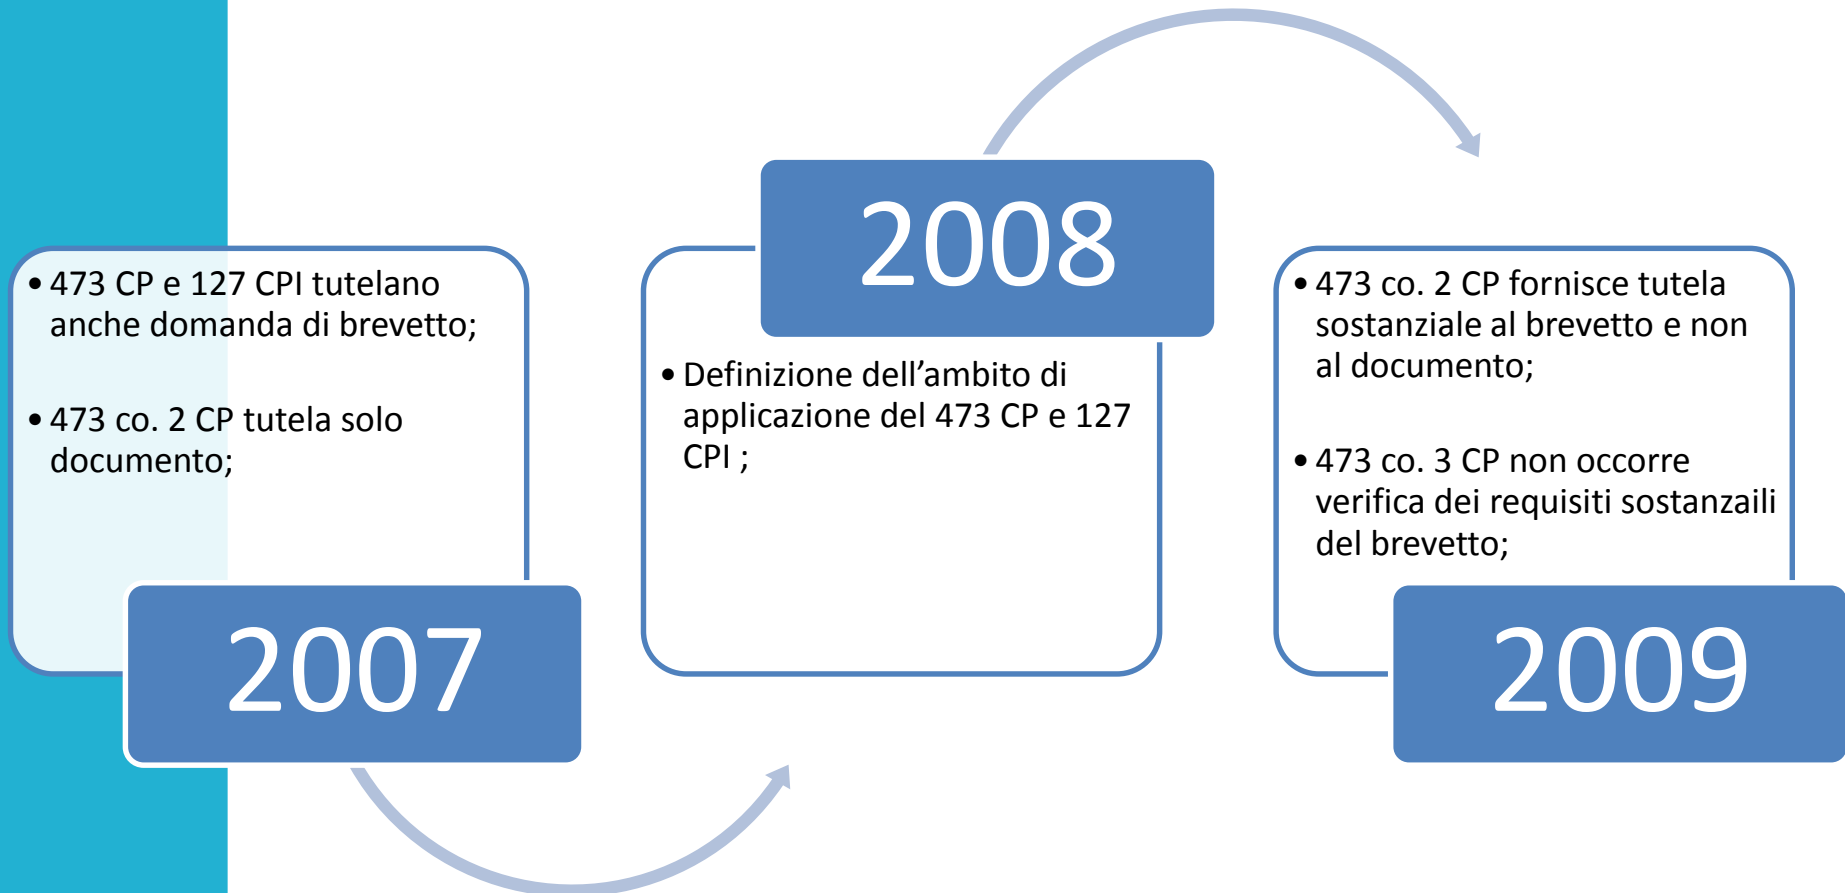 • 473 CP e 127 CPI tutelano
anche domanda di brevetto;
• 473 co. 2 CP tutela solo
documento;
2007
2008
• Definizione dell’ambito di
applicazione del 473 CP e 127
CPI ;
• 473 co. 2 CP fornisce tutela
sostanziale al brevetto e non
al documento;
• 473 co. 3 CP non occorre
verifica dei requisiti sostanzaili
del brevetto;
2009